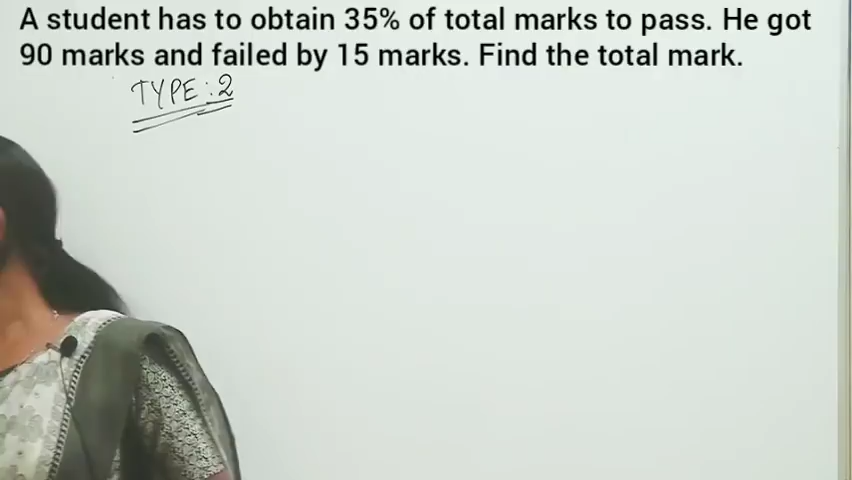 A student has to obtain 35% of total marks to pass. He got
90 marks and failed by 15 marks. Find the total mark.
TYPE:2